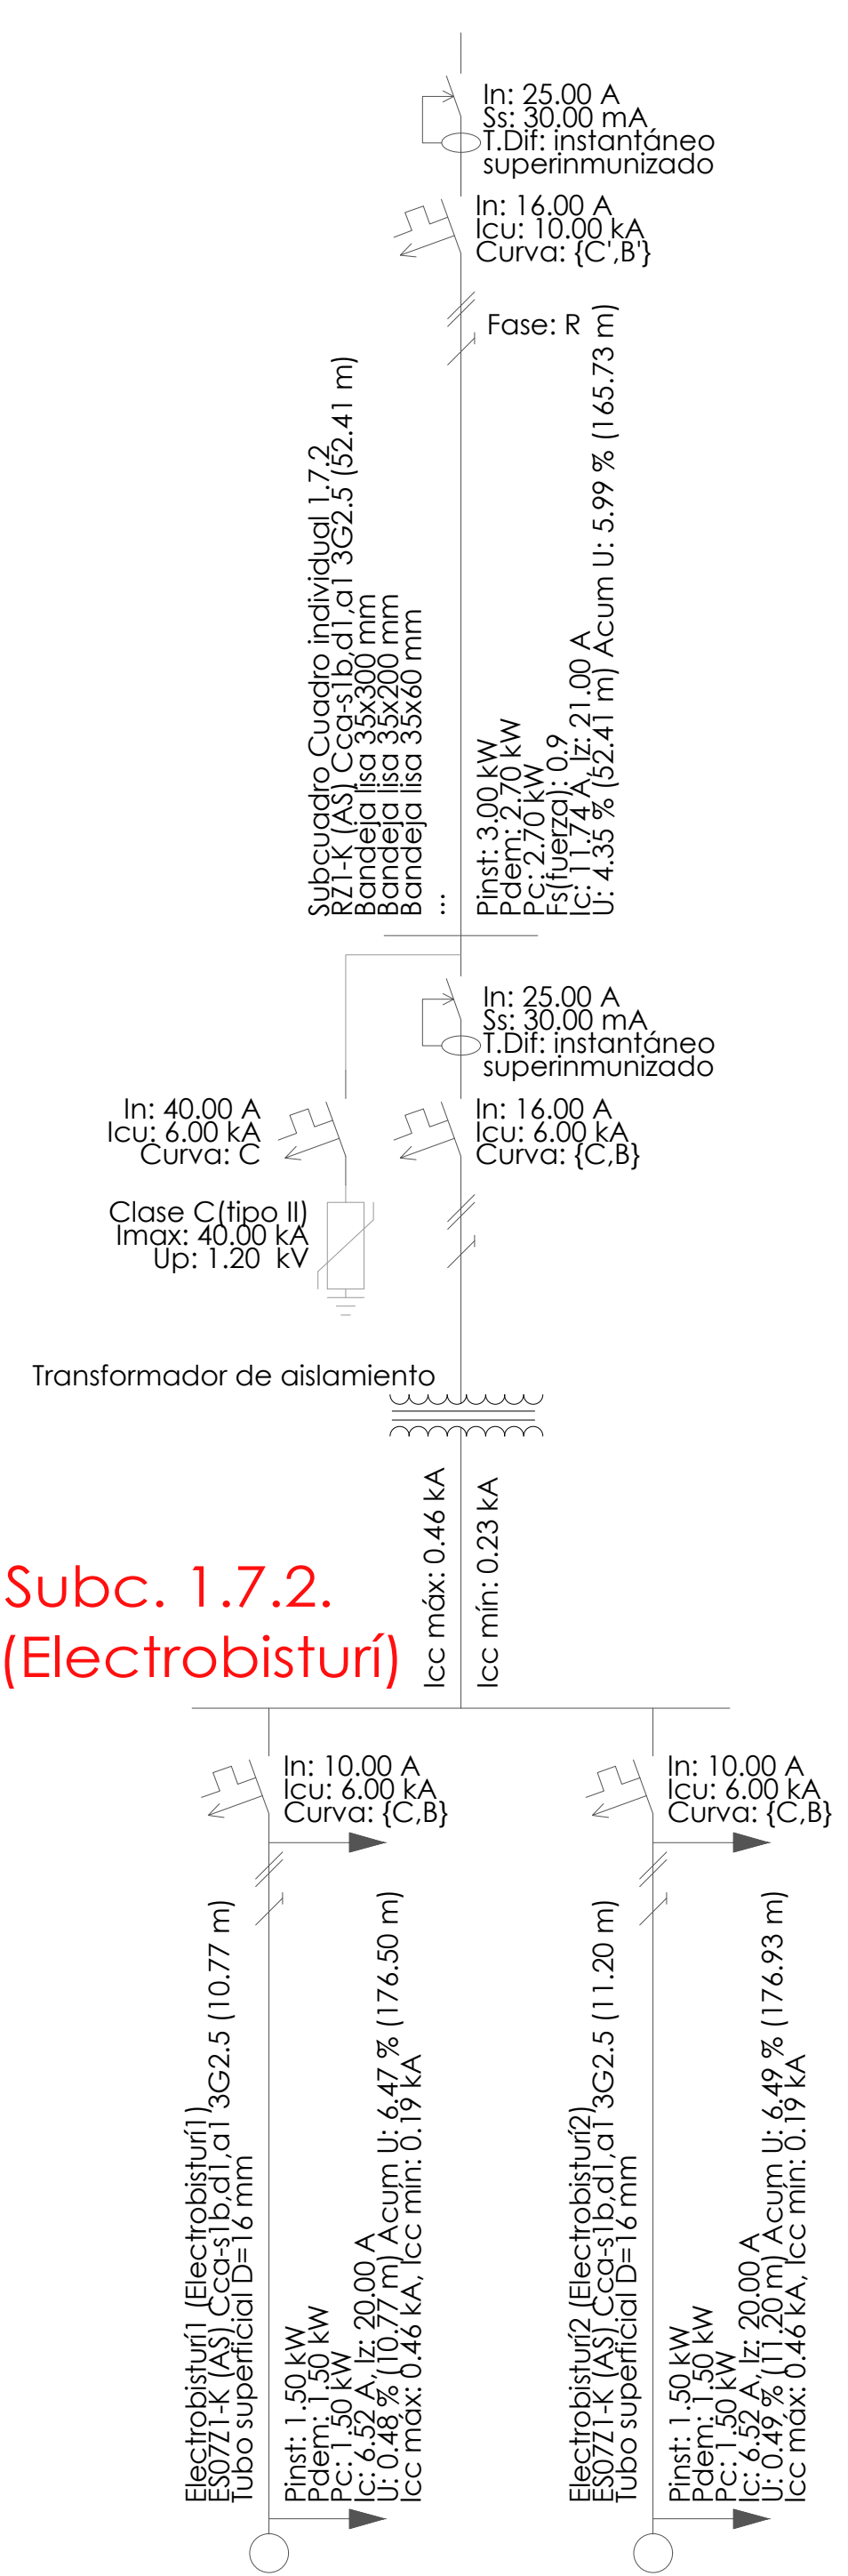 In: 25.00 A
Ss: 30.00 mA
T.Dif: instantáneo
superinmunizado
In: 16.00 A
Icu: 10.00 kA
Curva: {C',B'}
Fase: R
Subcuadro Cuadro individual 1.7.2
RZ1-K (AS) Cca-s1b,d1,a1 3G2.5 (52.41 m)
Bandeja lisa 35x300 mm
Bandeja lisa 35x200 mm
Bandeja lisa 35x60 mm
...
Pinst: 3.00 kW
Pdem: 2.70 kW
Pc: 2.70 kW
Fs(fuerza): 0.9
Ic: 11.74 A, Iz: 21.00 A
U: 4.35 % (52.41 m) Acum U: 5.99 % (165.73 m)
In: 25.00 A
Ss: 30.00 mA
T.Dif: instantáneo
superinmunizado
In: 40.00 A
Icu: 6.00 kA
Curva: C
In: 16.00 A
Icu: 6.00 kA
Curva: {C,B}
Clase C(tipo II)
Imax: 40.00 kA
Up: 1.20 kV
Transformador de aislamiento
Icc máx: 0.46 kA
Icc mín: 0.23 kA
Subc. 1.7.2.
(Electrobisturí)
In: 10.00 A
Icu: 6.00 kA
Curva: {C,B}
In: 10.00 A
Icu: 6.00 kA
Curva: {C,B}
Electrobisturí1 (Electrobisturí1)
ES07Z1-K (AS) Cca-s1b,d1,a1 3G2.5 (10.77 m)
Tubo superficial D=16 mm
Pinst: 1.50 kW
Pdem: 1.50 kW
Pc: 1.50 kW
Ic: 6.52 A, Iz: 20.00 A
U: 0.48 % (10.77 m) Acum U: 6.47 % (176.50 m)
Icc máx: 0.46 kA, Icc mín: 0.19 kA
Electrobisturí2 (Electrobisturí2)
ES07Z1-K (AS) Cca-s1b,d1,a1 3G2.5 (11.20 m)
Tubo superficial D=16 mm
Pinst: 1.50 kW
Pdem: 1.50 kW
Pc: 1.50 kW
Ic: 6.52 A, Iz: 20.00 A
U: 0.49 % (11.20 m) Acum U: 6.49 % (176.93 m)
Icc máx: 0.46 kA, Icc mín: 0.19 kA